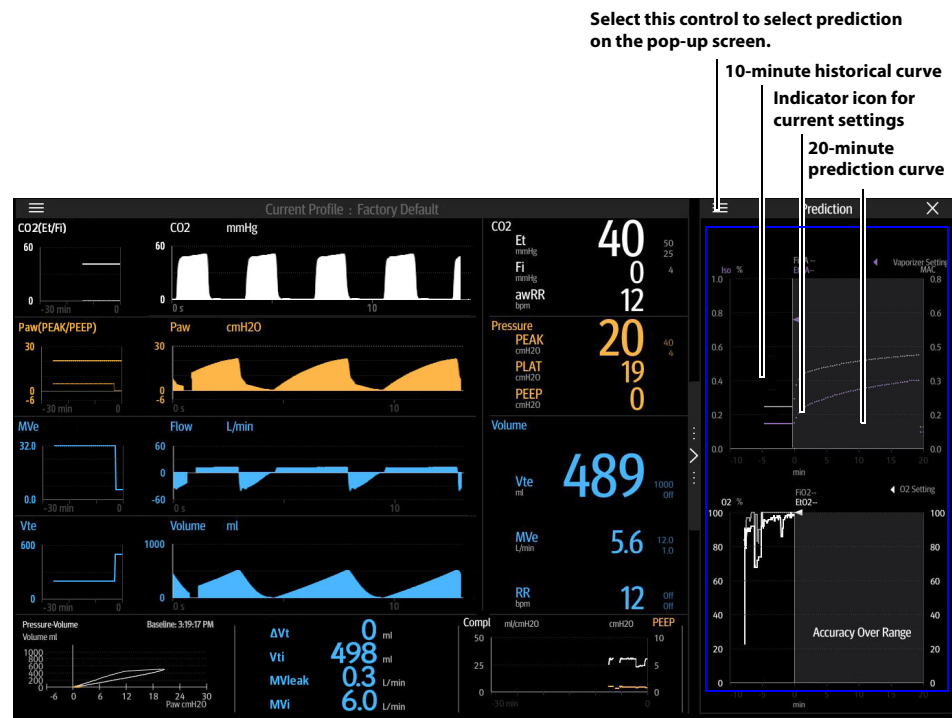 Select this control to select prediction
on the pop-up screen.
10-minute historical curve
Indicator icon for
current settings
20-minute
prediction curve
Current Profile : Factory Default
Prediction
CO2(Et/Fi)
60
0
-30 min
0
CO2 mmHg
60
0
0 s
10
CO2
Et
mmHg
40
50
25
Fi
mmHg
0
4
awRR
bpm
12
Paw(PEAK/PEEP)
30
0
-6
-30 min
0
Paw cmH2O
30
0
-6
0 s
10
Pressure
PEAK
cmH2O
20
40
4
PLAT
cmH2O
19
PEEP
cmH2O
0
MVe
32.0
0.0
-30 min
0
Flow L/min
60
0
-60
Volume
Vte
ml
489
1000
Off
MVe
L/min
5.6
12.0
1.0
RR
bpm
12
Off
Off
Vte
600
0
-30 min
0
Volume ml
1000
0
0 s
10
Pressure-Volume
Baseline: 3:19:17 PM
Volume ml
1000
800
600
400
200
0
-6 0 6 12 18 24 30
Paw cmH2O
ΔVt 0 ml
Vti 498 ml
MVleak 0.3 L/min
MVi 6.0 L/min
Compl ml/cmH2O cmH2O PEEP
50
25
0
10
5
0
-30 min
0
Vaporizer Setting
Iso %
MAC
1.0
0.8
0.6
0.4
0.2
0.0
0.8
0.6
0.5
0.3
0.2
0.0
-10 -5 0 5 10 15 20
min
O2 Setting
FiO2--
EtO2--
O2 %
100
80
60
40
20
0
100
80
60
40
20
0
Accuracy Over Range
-10 -5 0 5 10 15 20
min